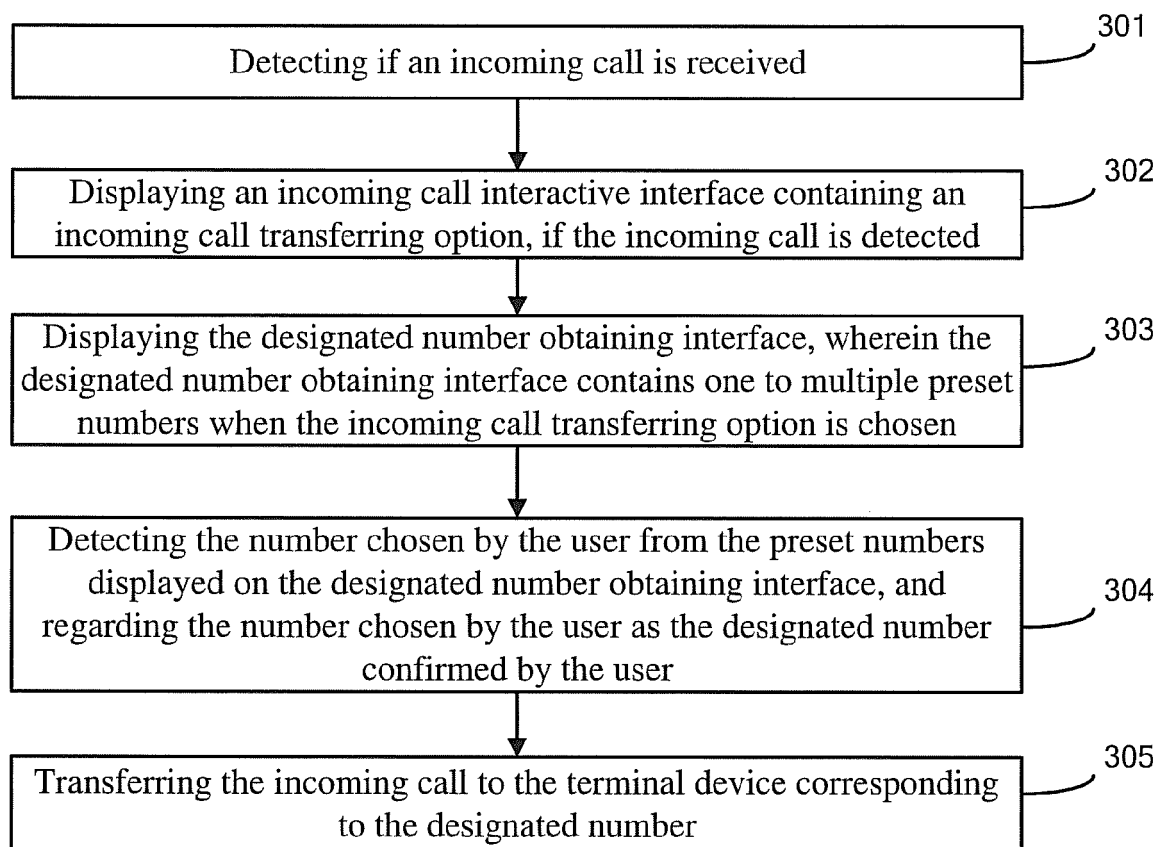 301
Detecting if an incoming call is received
302
Displaying an incoming call interactive interface containing an
incoming call transferring option, if the incoming call is detected
303
Displaying the designated number obtaining interface, wherein the
designated number obtaining interface contains one to multiple preset
numbers when the incoming call transferring option is chosen
Detecting the number chosen by the user from the preset numbers
displayed on the designated number obtaining interface, and
304
regarding the number chosen by the user as the designated number
confirmed by the user
305
Transferring the incoming call to the terminal device corresponding
to the designated number